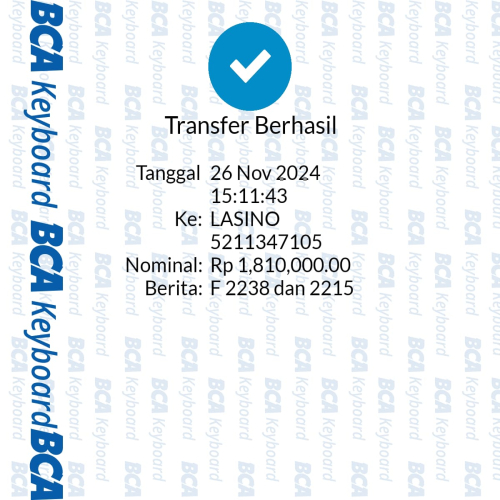 BCA Keyboard BCA Keyboard BCA
Transfer Berhasil
Tanggal 26 Nov 2024
15:11:43
Ke: LASINO
5211347105
Nominal: Rp 1,810,000.00
Berita: F 2238 dan 2215